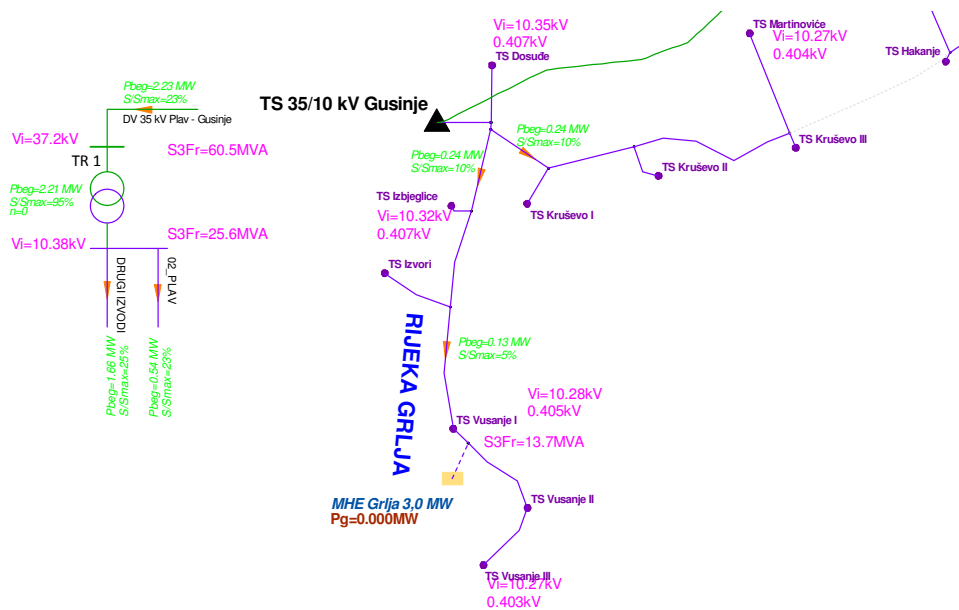 Vi=10.35kV
0.407kV
TS Dosuđe
TS Martinoviće
Vi=10.27kV
0.404kV
TS Hakanje
Pbeg=2.23 MW
S/Smax=23%
DV 35 kV Plav - Gusinje
TS 35/10 kV Gusinje
Vi=37.2kV
S3Fr=60.5MVA
TR 1
Pbeg=2.21 MW
S/Smax=95%
n=0
Vi=10.38kV
S3Fr=25.6MVA
DRUGI IZVODI
02_PLAV
Pbeg=1.66 MW
S/Smax=25%
Pbeg=0.54 MW
S/Smax=23%
Pbeg=0.24 MW
S/Smax=10%
Pbeg=0.24 MW
S/Smax=10%
TS Kruševo III
TS Kruševo II
TS Kruševo I
TS Izbjeglice
Vi=10.32kV
0.407kV
TS Izvori
RIJEKA GRLJA
Pbeg=0.13 MW
S/Smax=5%
Vi=10.28kV
0.405kV
TS Vusanje I
S3Fr=13.7MVA
MHE Grlja 3,0 MW
Pg=0.000MW
TS Vusanje II
TS Vusanje III
Vi=10.27kV
0.403kV